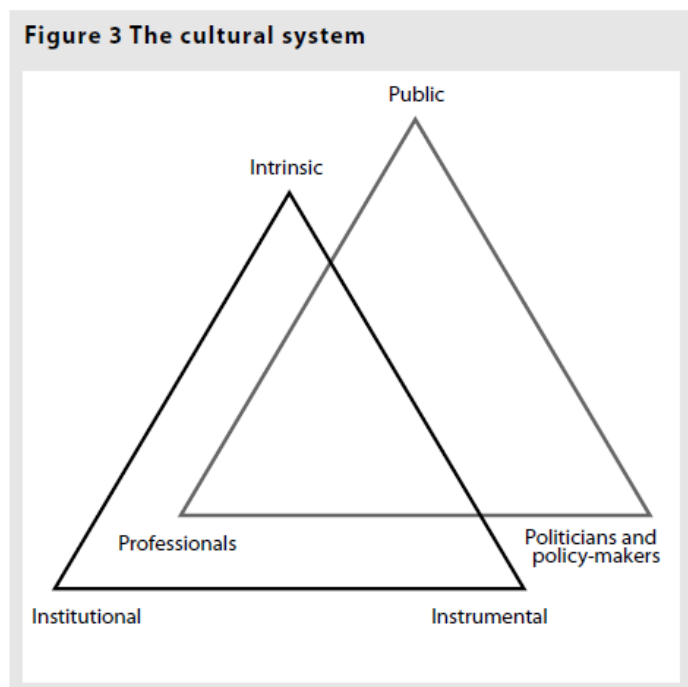 Figure 3 The cultural system
Public
Intrinsic
Professionals
Politicians and
policy-makers
Institutional
Instrumental